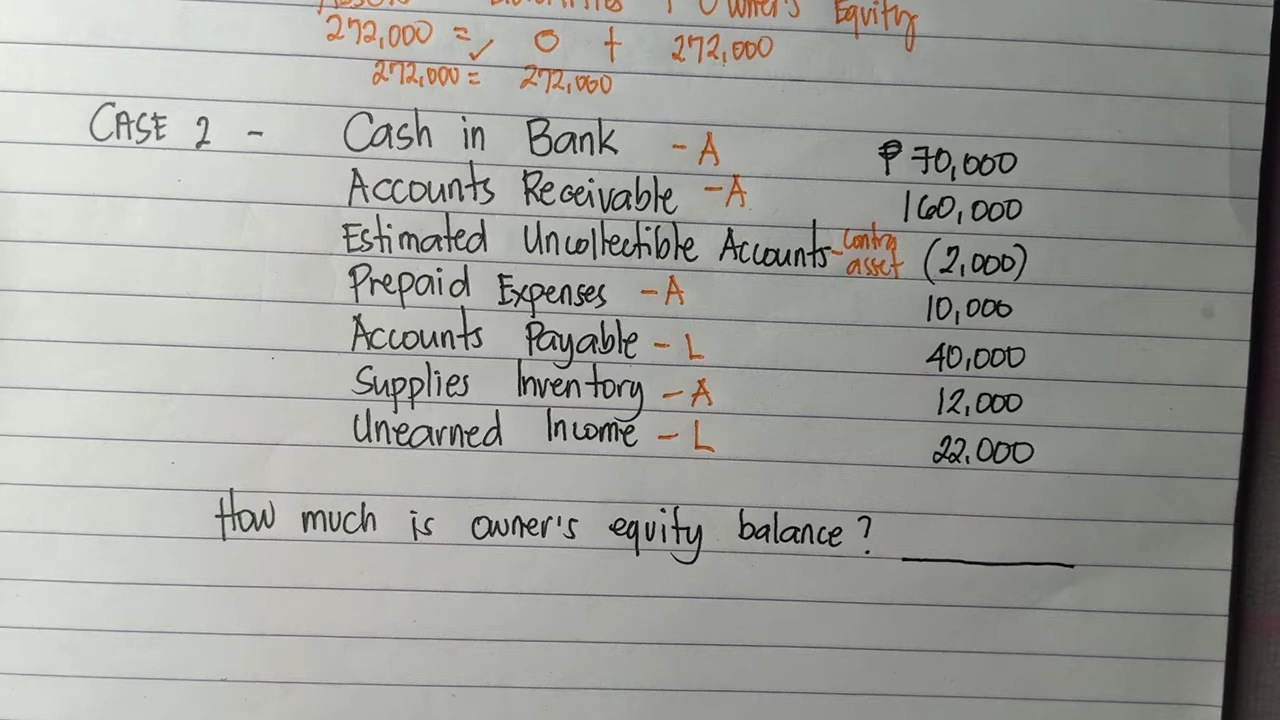 Owner's Equity
272,000 = 0 + 272,000
272,000 = 272,000
CASE 2 - Cash in Bank - A ₱ 70,000
Accounts Receivable - A 160,000
Estimated Uncollectible Accounts - contra asset (2,000)
Prepaid Expenses - A 10,000
Accounts Payable - L 40,000
Supplies Inventory - A 12,000
Unearned Income - L 22,000
How much is owner's equity balance?